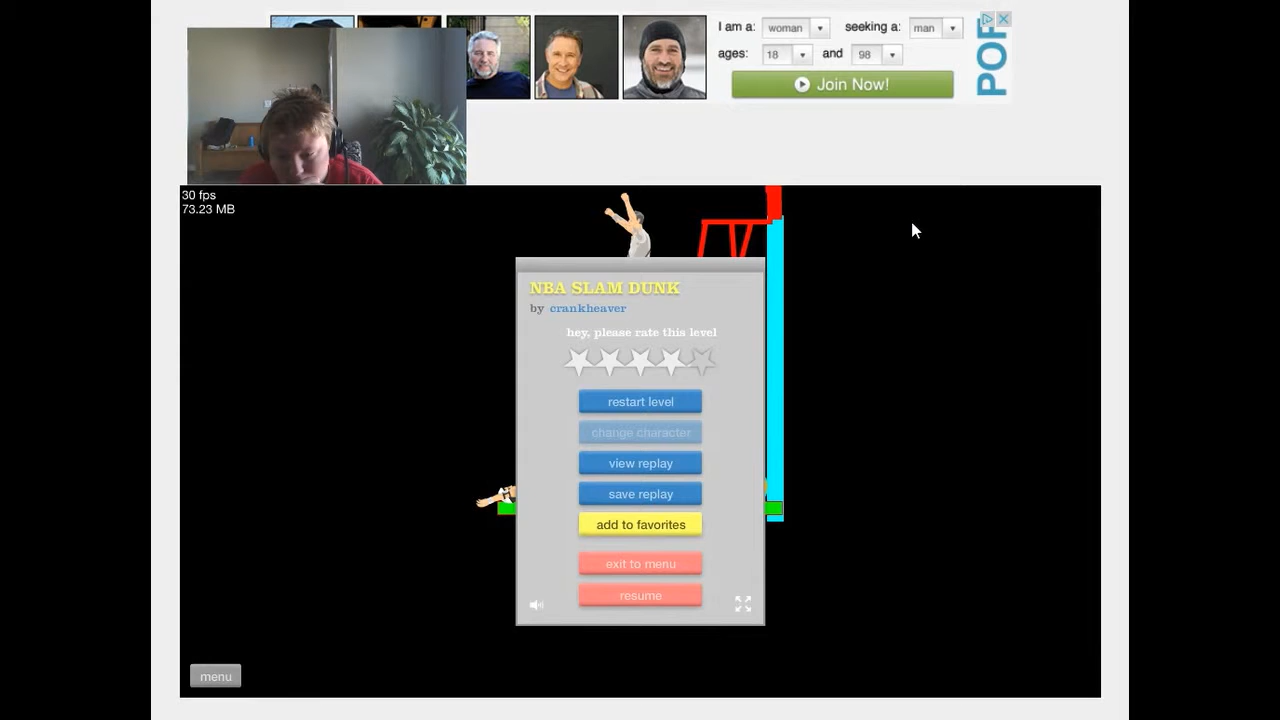 I am a: woman seeking a: man
ages: 18 and 98
Join Now!
POF
30 fps
73.23 MB
NBA SLAM DUNK
by crankheaver
hey, please rate this level
restart level
change character
view replay
save replay
add to favorites
exit to menu
resume
menu